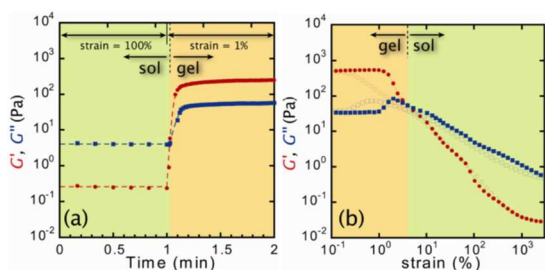 strain = 100%
strain = 1%
sol
gel
G', G" (Pa)
10⁴
10³
10²
10¹
10⁰
10⁻¹
10⁻²
(a)
0
0.5
1
1.5
2
Time (min)
gel
sol
G', G" (Pa)
10⁴
10³
10²
10¹
10⁰
10⁻¹
10⁻²
(b)
10⁻¹
10⁰
10¹
10²
10³
strain (%)